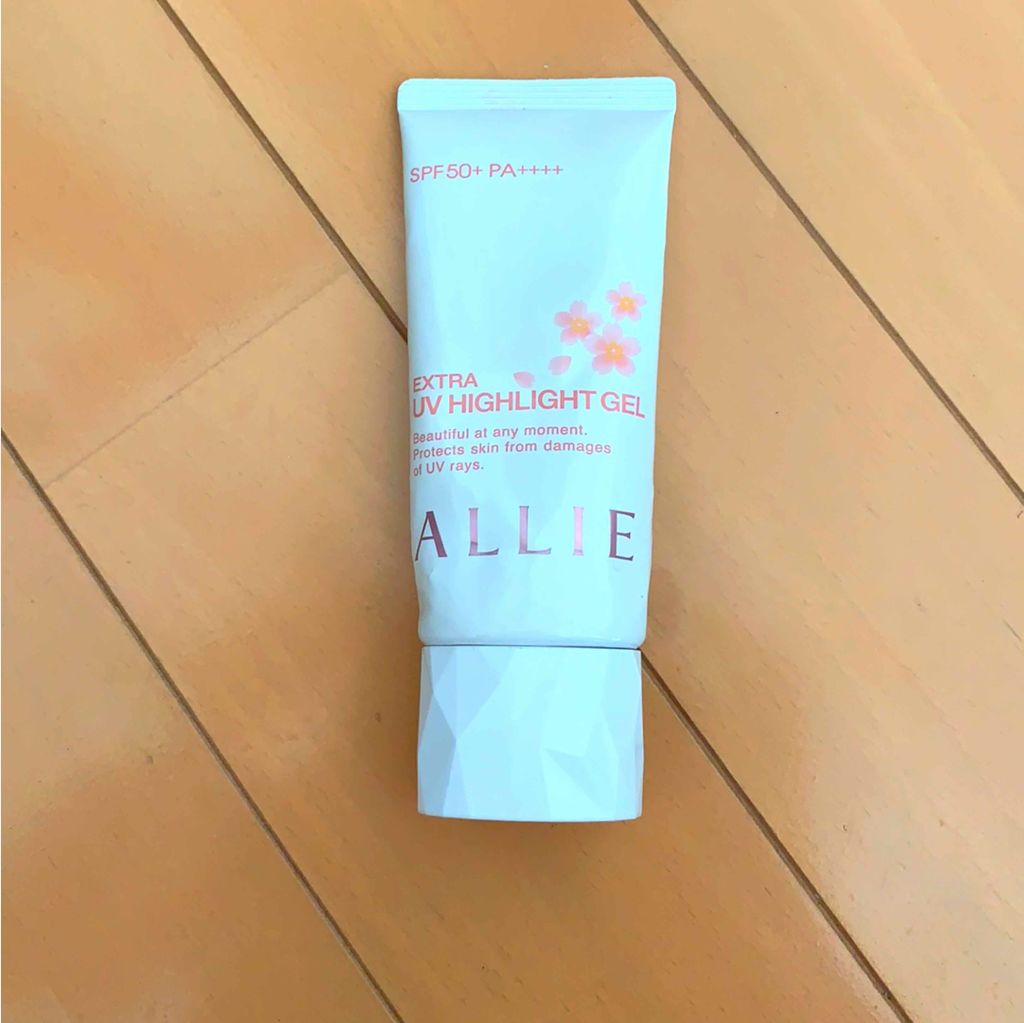 SPF50+ PA++++
EXTRA
UV HIGHLIGHT GEL
Beautiful at any moment.
Protects skin from damages
of UV rays.
ALLIE